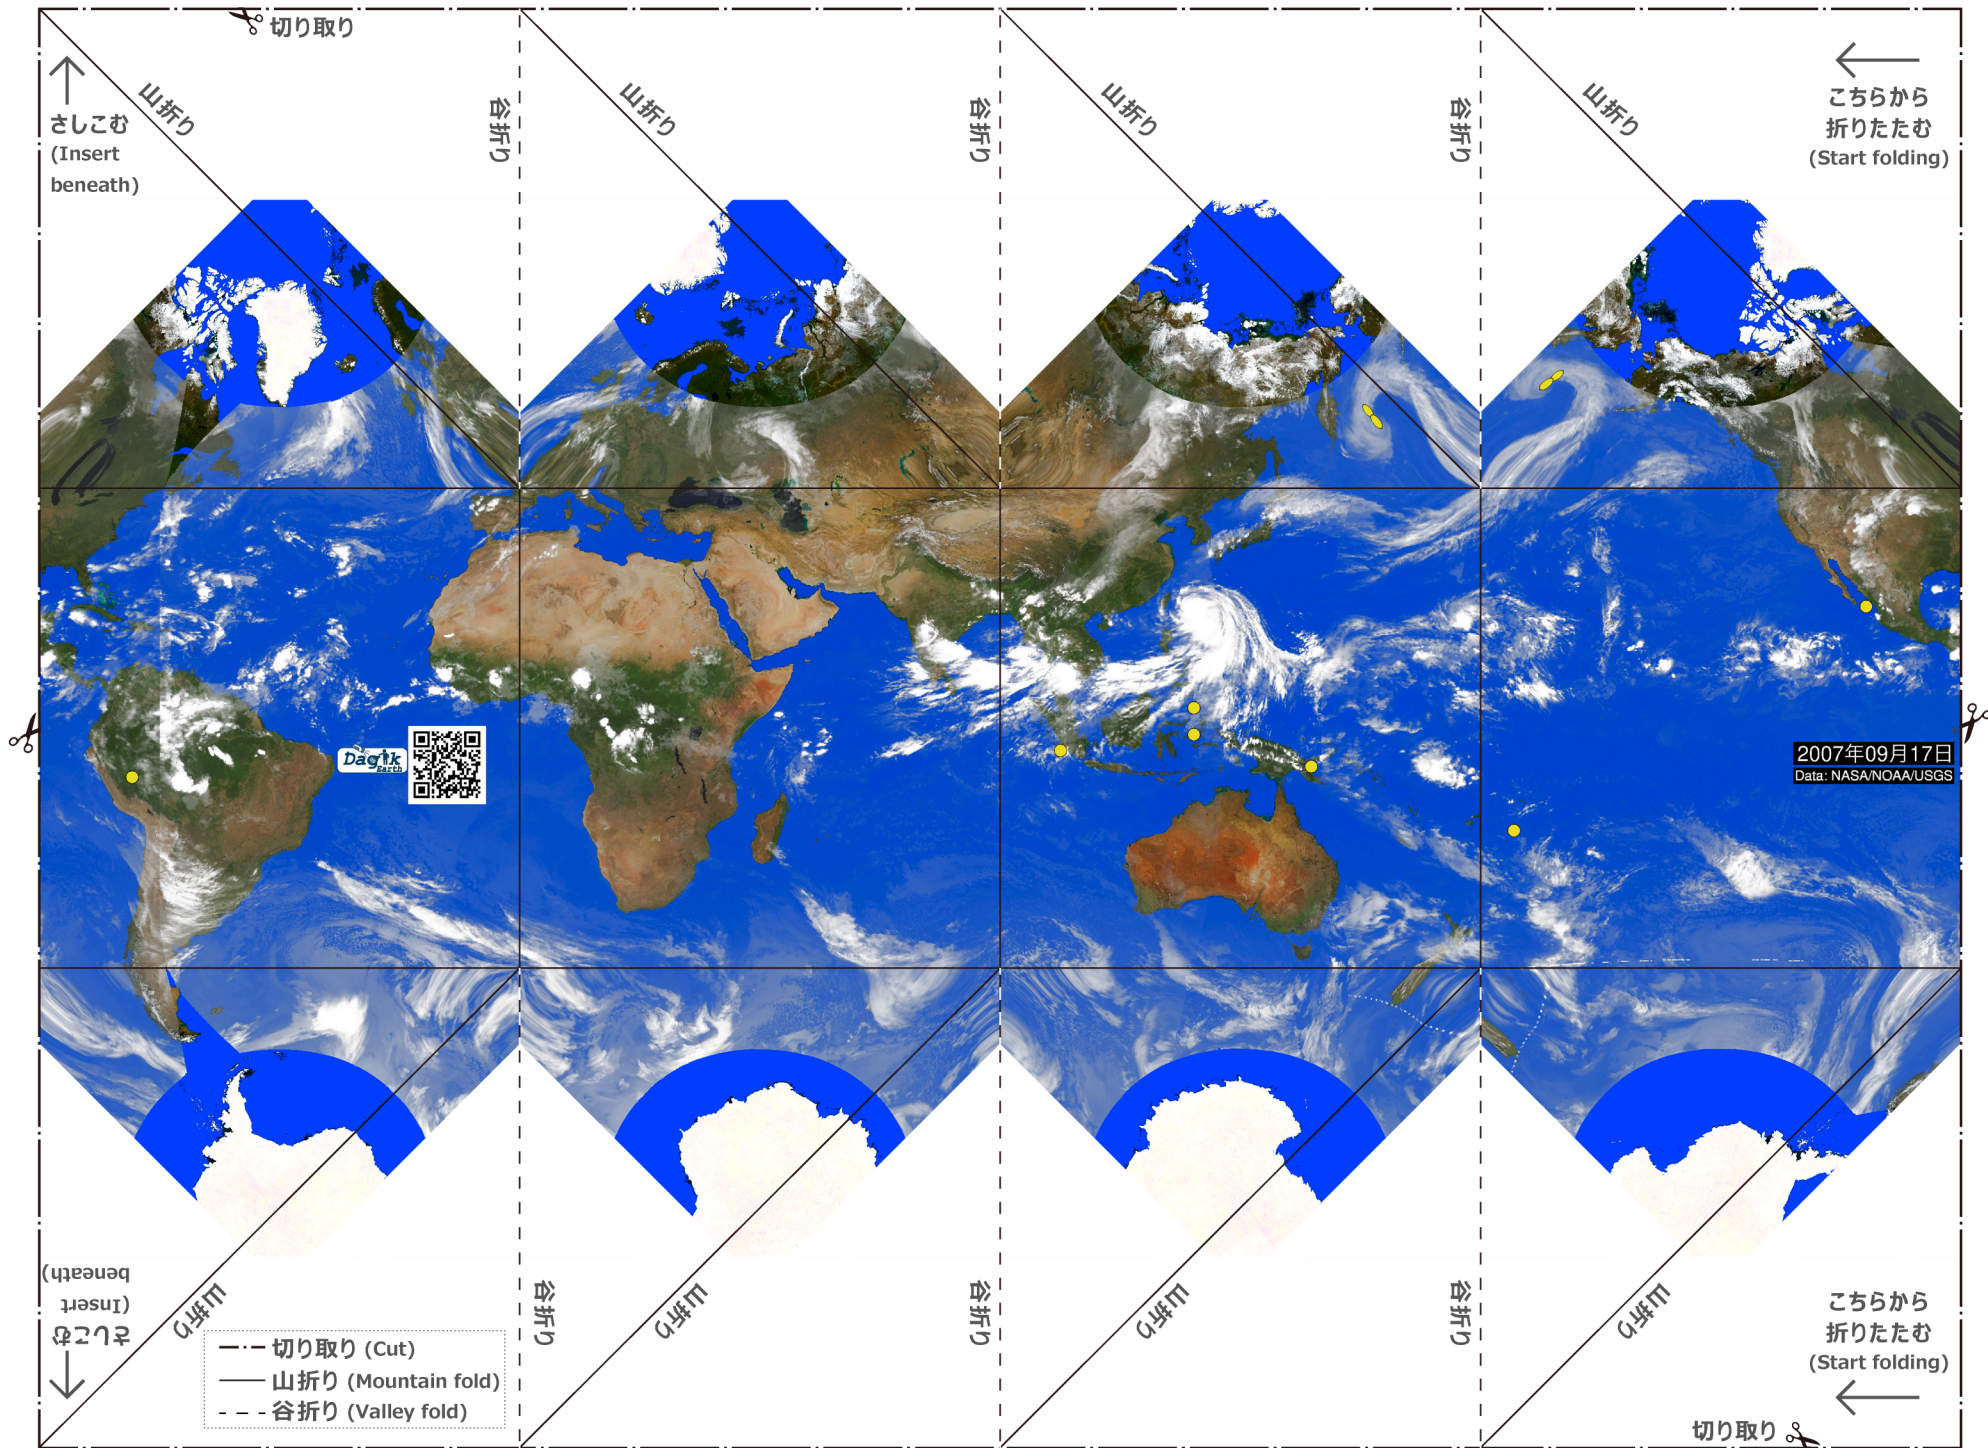 切り取り
山折り
谷折り
山折り
谷折り
山折り
谷折り
山折り
さしこむ
(Insert
beneath)
こちらから
折りたたむ
(Start folding)
Dagik
Earth
2007年09月17日
Data: NASA/NOAA/USGS
さしこむ
(Insert
beneath)
山折り
谷折り
山折り
谷折り
山折り
谷折り
山折り
こちらから
折りたたむ
(Start folding)
切り取り (Cut)
山折り (Mountain fold)
谷折り (Valley fold)
切り取り